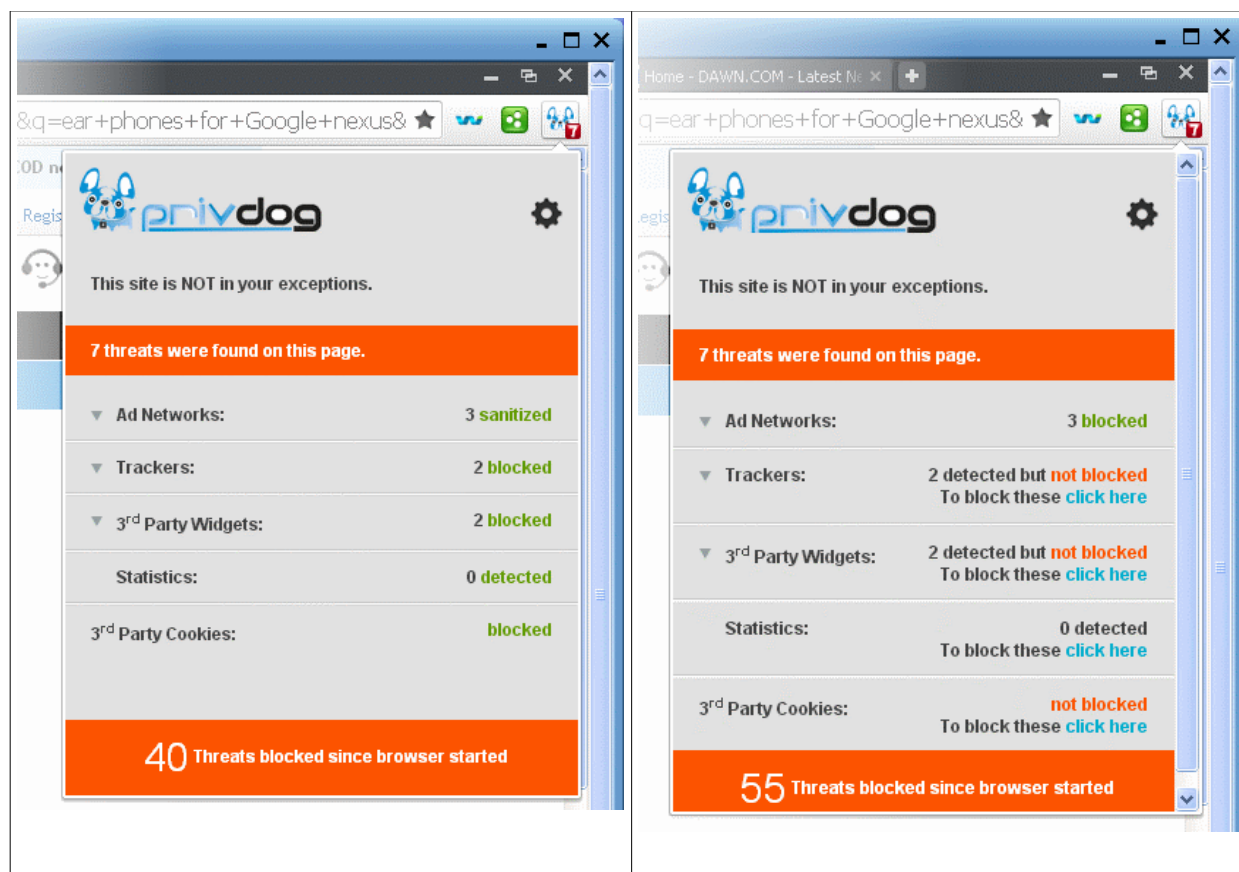 &q=ear+phones+for+Google+nexus&
7
COD
Regis
privdog
This site is NOT in your exceptions.
7 threats were found on this page.
Ad Networks: 3 sanitized
Trackers: 2 blocked
3rd Party Widgets: 2 blocked
Statistics: 0 detected
3rd Party Cookies: blocked
40 Threats blocked since browser started
Home - DAWN.COM - Latest Ne
q=ear+phones+for+Google+nexus&
7
egis
privdog
This site is NOT in your exceptions.
7 threats were found on this page.
Ad Networks: 3 blocked
Trackers: 2 detected but not blocked
To block these click here
3rd Party Widgets: 2 detected but not blocked
To block these click here
Statistics: 0 detected
To block these click here
3rd Party Cookies: not blocked
To block these click here
55 Threats blocked since browser started